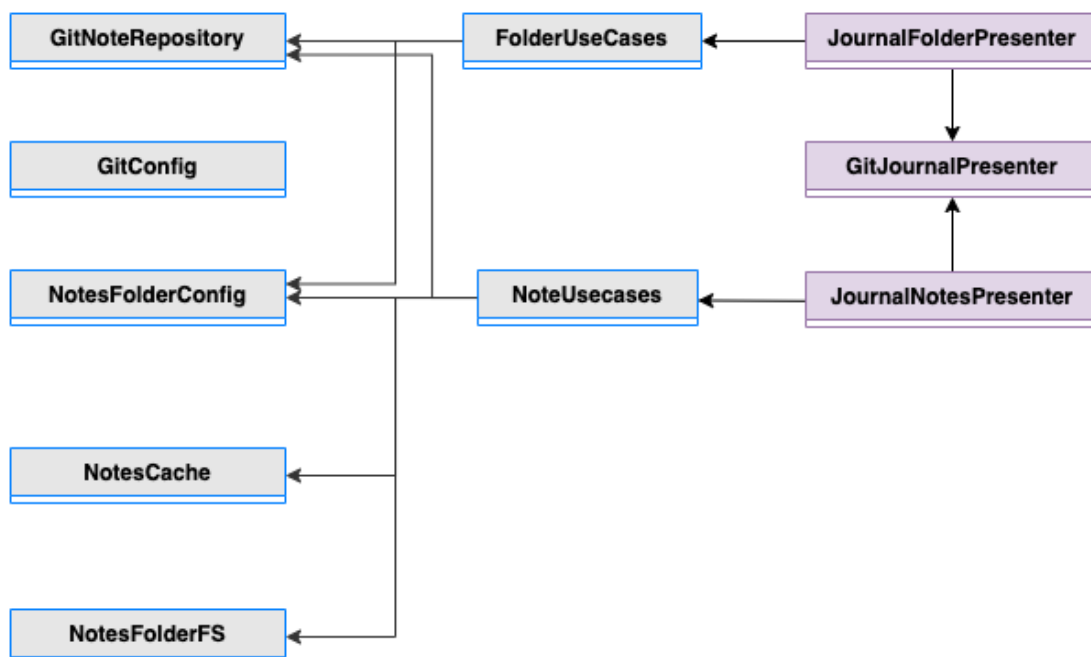 GitNoteRepository
FolderUseCases
JournalFolderPresenter
GitConfig
GitJournalPresenter
NotesFolderConfig
NoteUsecases
JournalNotesPresenter
NotesCache
NotesFolderFS